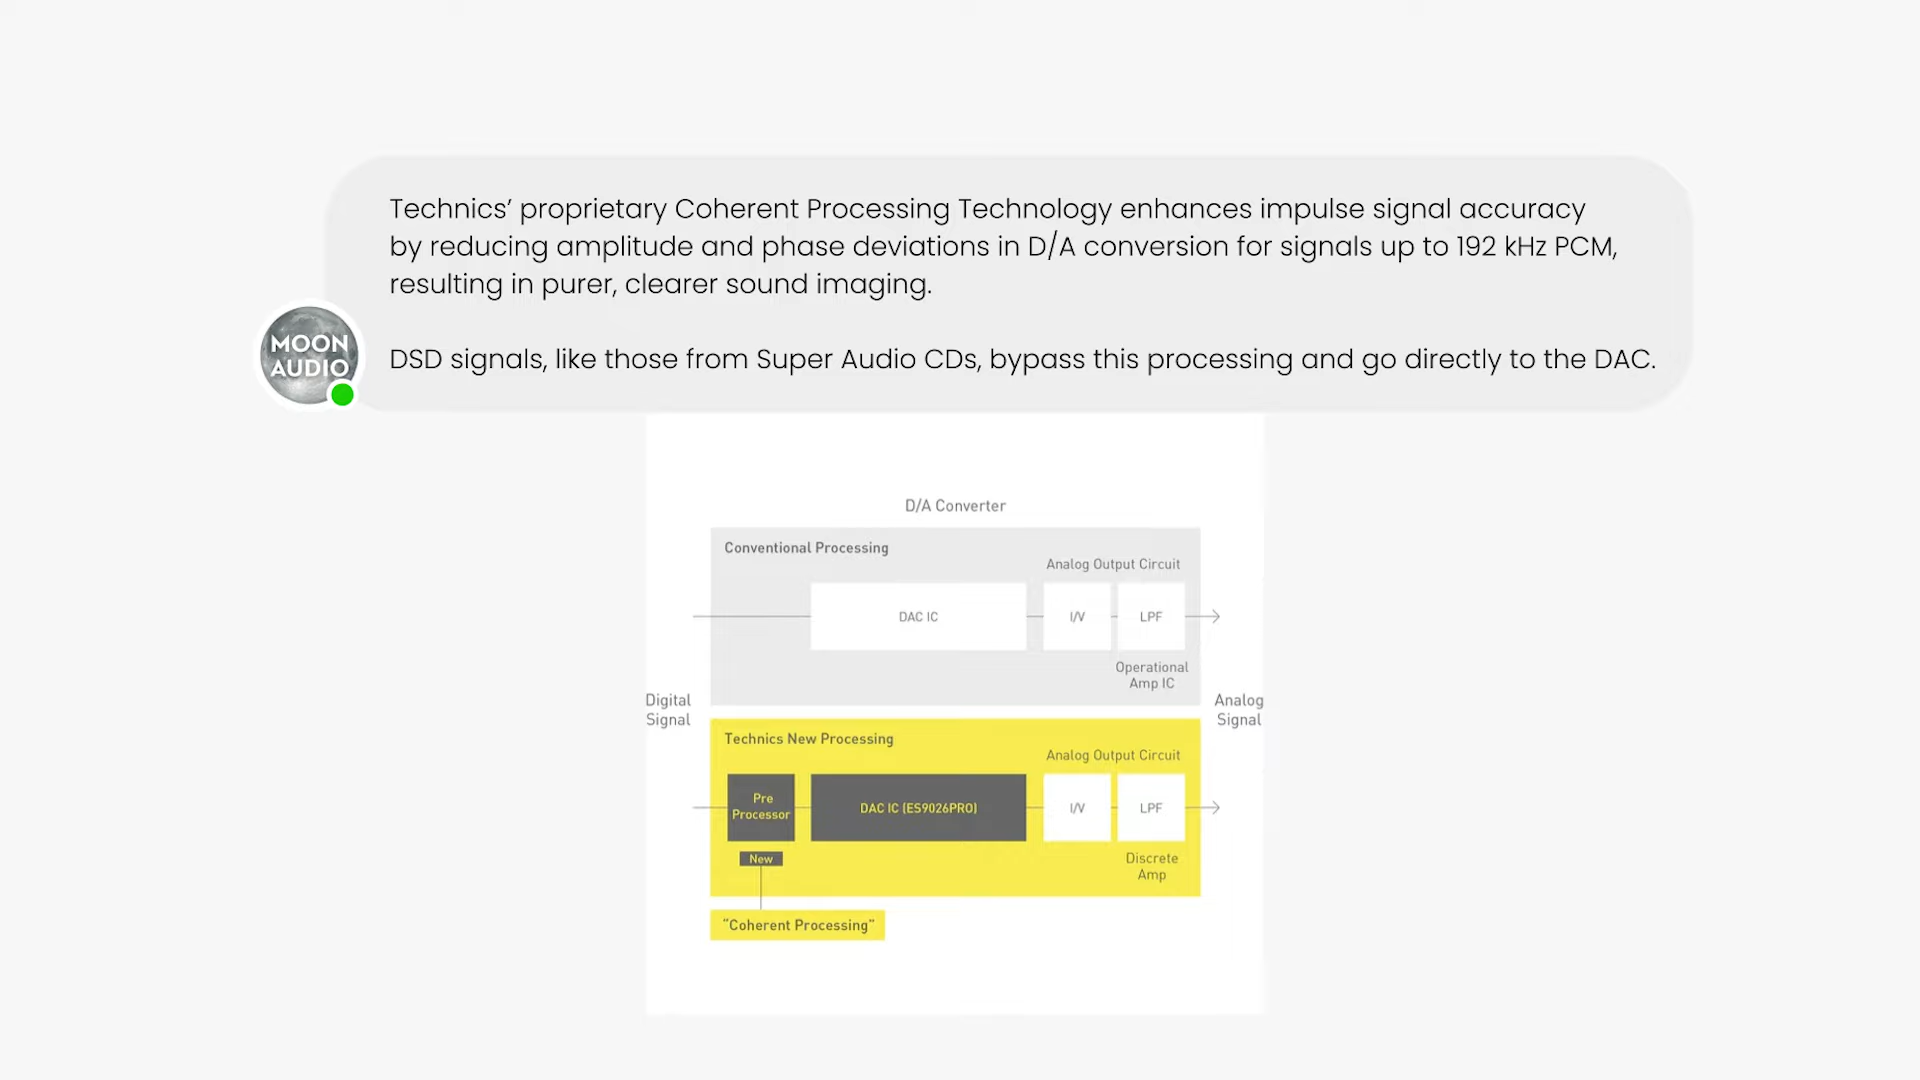 Technics’ proprietary Coherent Processing Technology enhances impulse signal accuracy
by reducing amplitude and phase deviations in D/A conversion for signals up to 192 kHz PCM,
resulting in purer, clearer sound imaging.
MOON
AUDIO
DSD signals, like those from Super Audio CDs, bypass this processing and go directly to the DAC.
D/A Converter
Conventional Processing
Analog Output Circuit
DAC IC
I/V
LPF
Operational
Amp IC
Digital
Signal
Analog
Signal
Technics New Processing
Analog Output Circuit
Pre
Processor
DAC IC (ES9026PRO)
I/V
LPF
New
Discrete
Amp
“Coherent Processing”